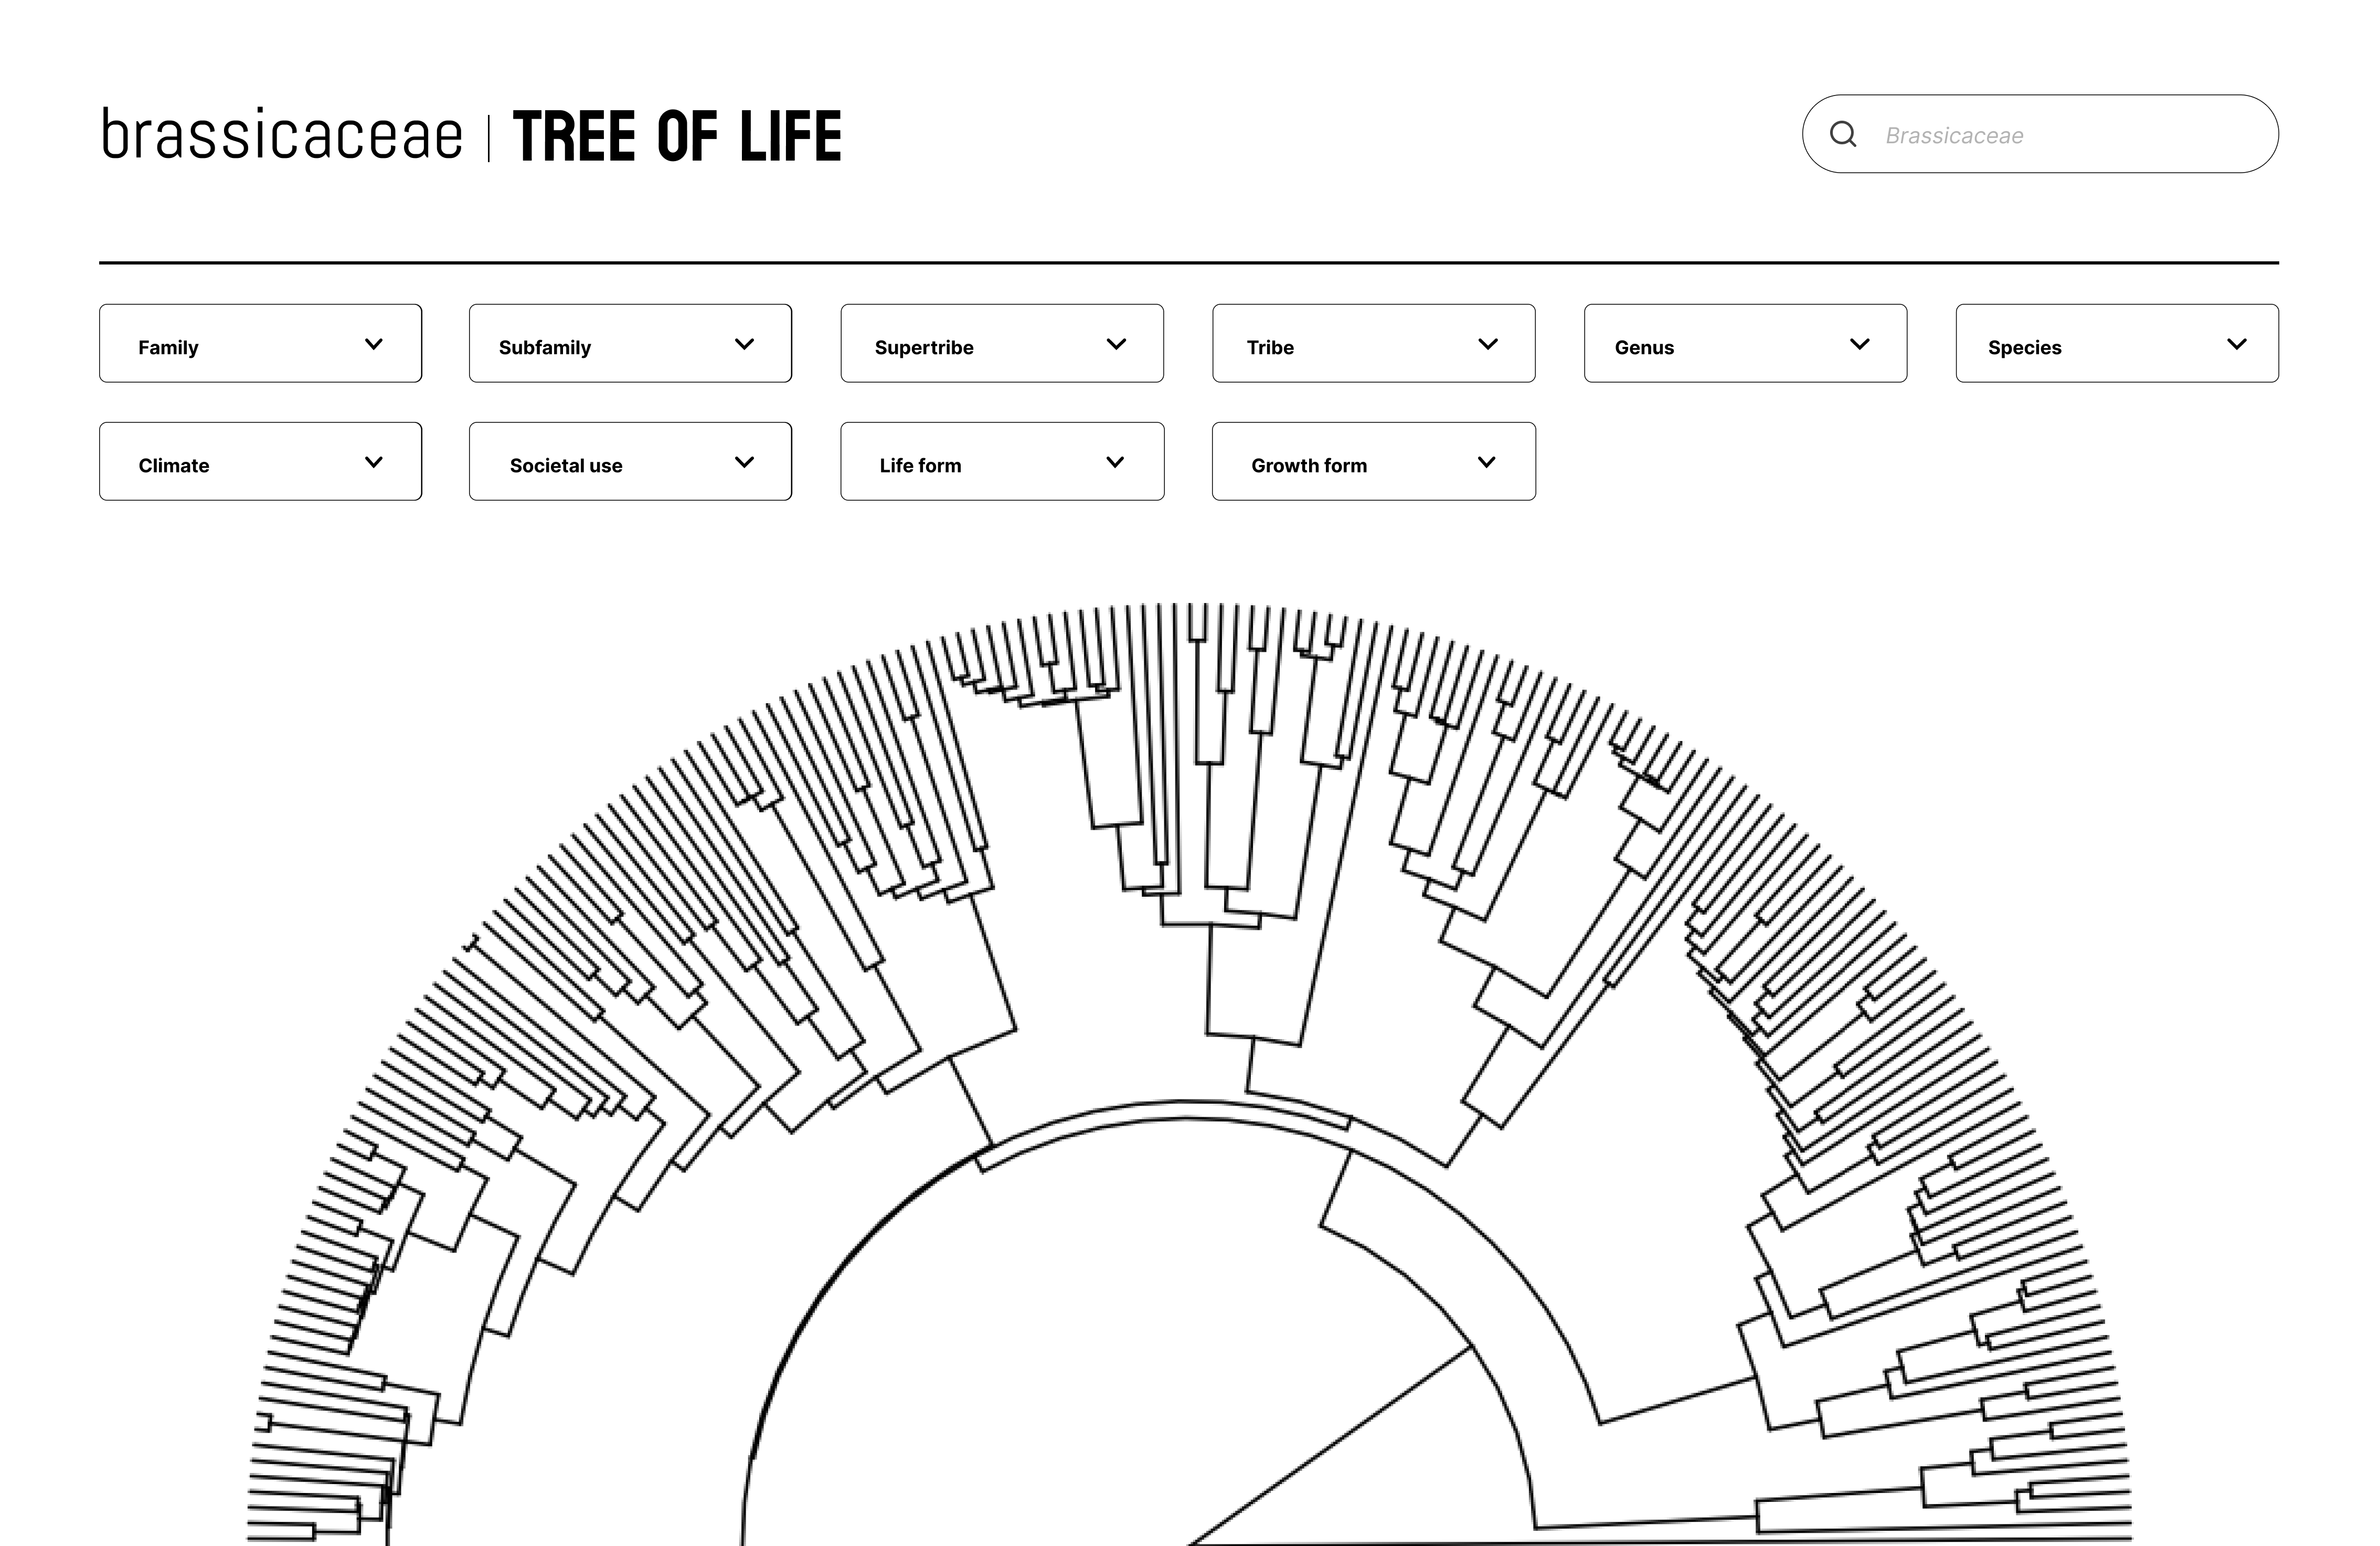 brassicaceae | TREE OF LIFE
Brassicaceae
Family Subfamily Supertribe Tribe Genus Species
Climate Societal use Life form Growth form